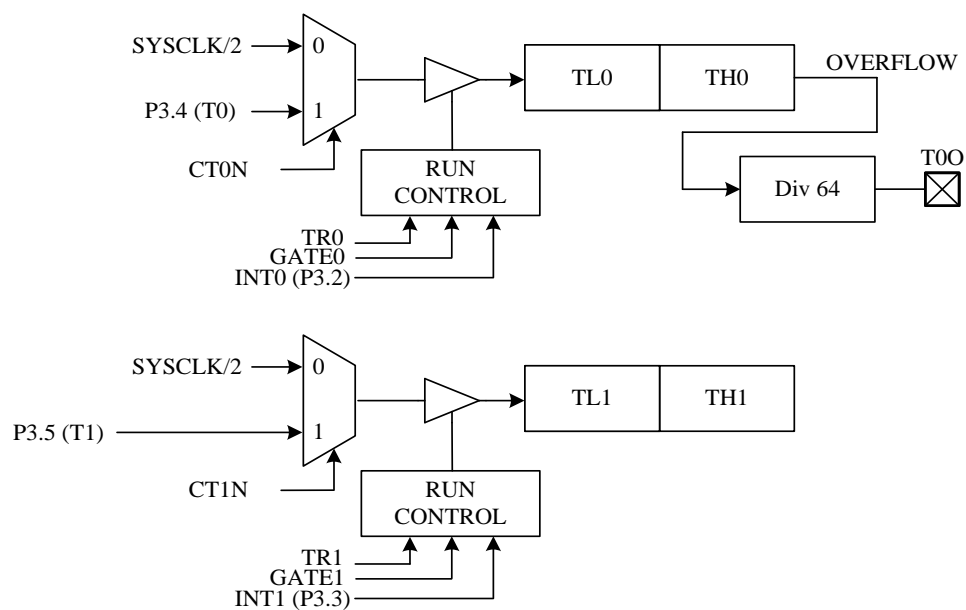 SYSCLK/2
0
TL0
TH0
OVERFLOW
P3.4 (T0)
1
CT0N
RUN
CONTROL
Div 64
T0O
TR0
GATE0
INT0 (P3.2)
SYSCLK/2
0
TL1
TH1
P3.5 (T1)
1
CT1N
RUN
CONTROL
TR1
GATE1
INT1 (P3.3)